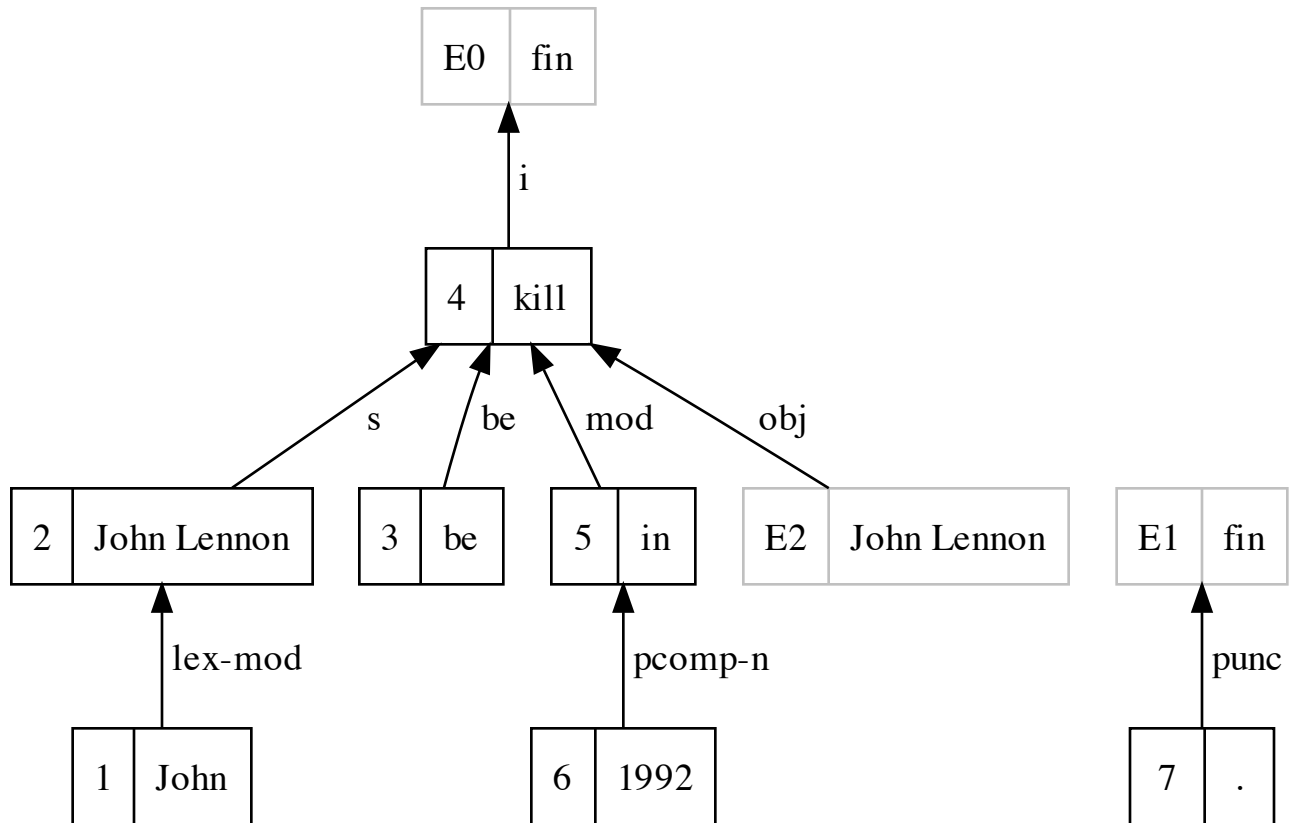 E0 fin
i
4 kill
s be mod obj
2 John Lennon 3 be 5 in E2 John Lennon E1 fin
lex-mod pcomp-n punc
1 John 6 1992 7 .